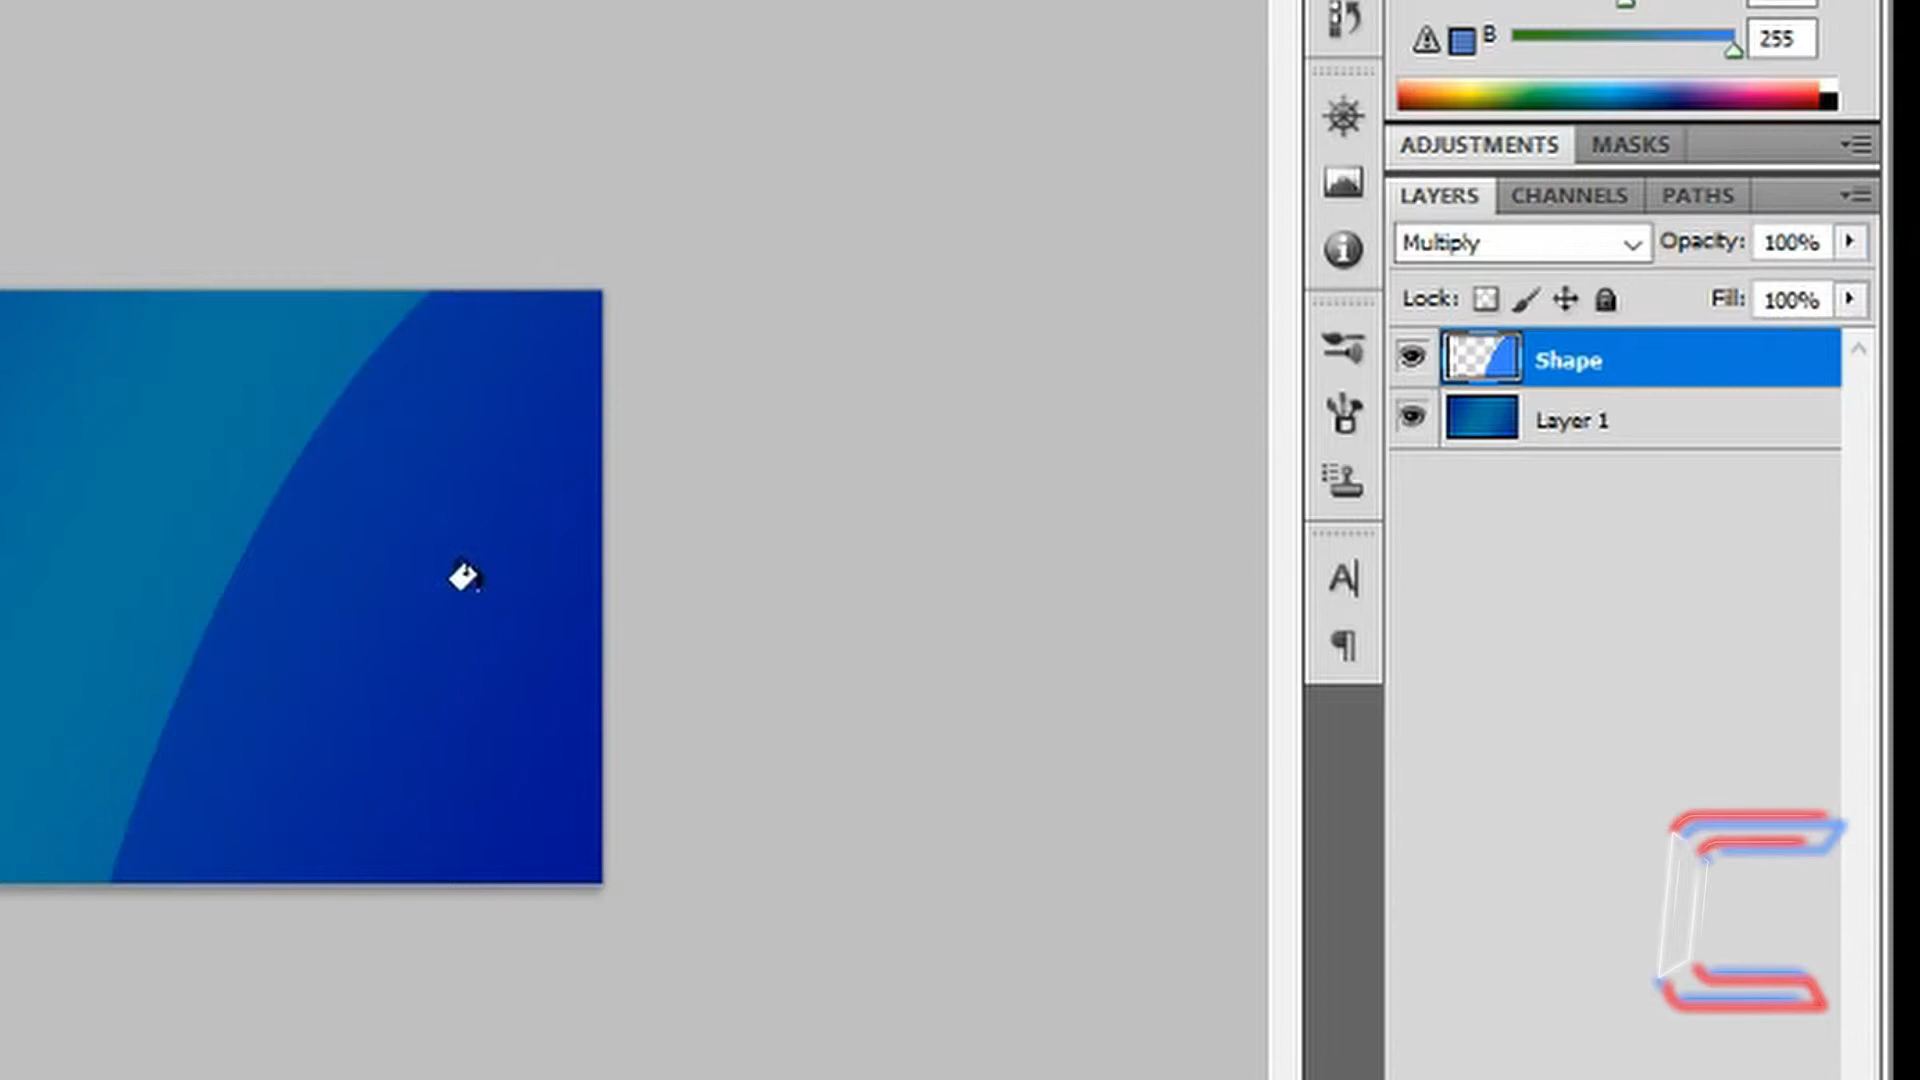 B 255
ADJUSTMENTS MASKS
LAYERS CHANNELS PATHS
Multiply Opacity: 100%
Lock: Fill: 100%
Shape
Layer 1